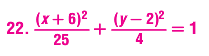 22. (x + 6)²/25 + (y − 2)²/4 = 1